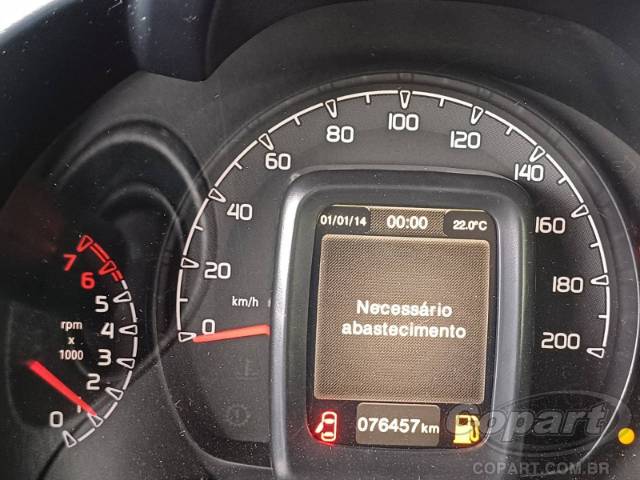 01/01/14 00:00 22.0°C
Necessário
abastecimento
076457km
0 20 40 60 80 100 120 140 160 180 200
km/h
0 1 2 3 4 5 6 7
rpm
x
1000
Copart
COPART.COM.BR